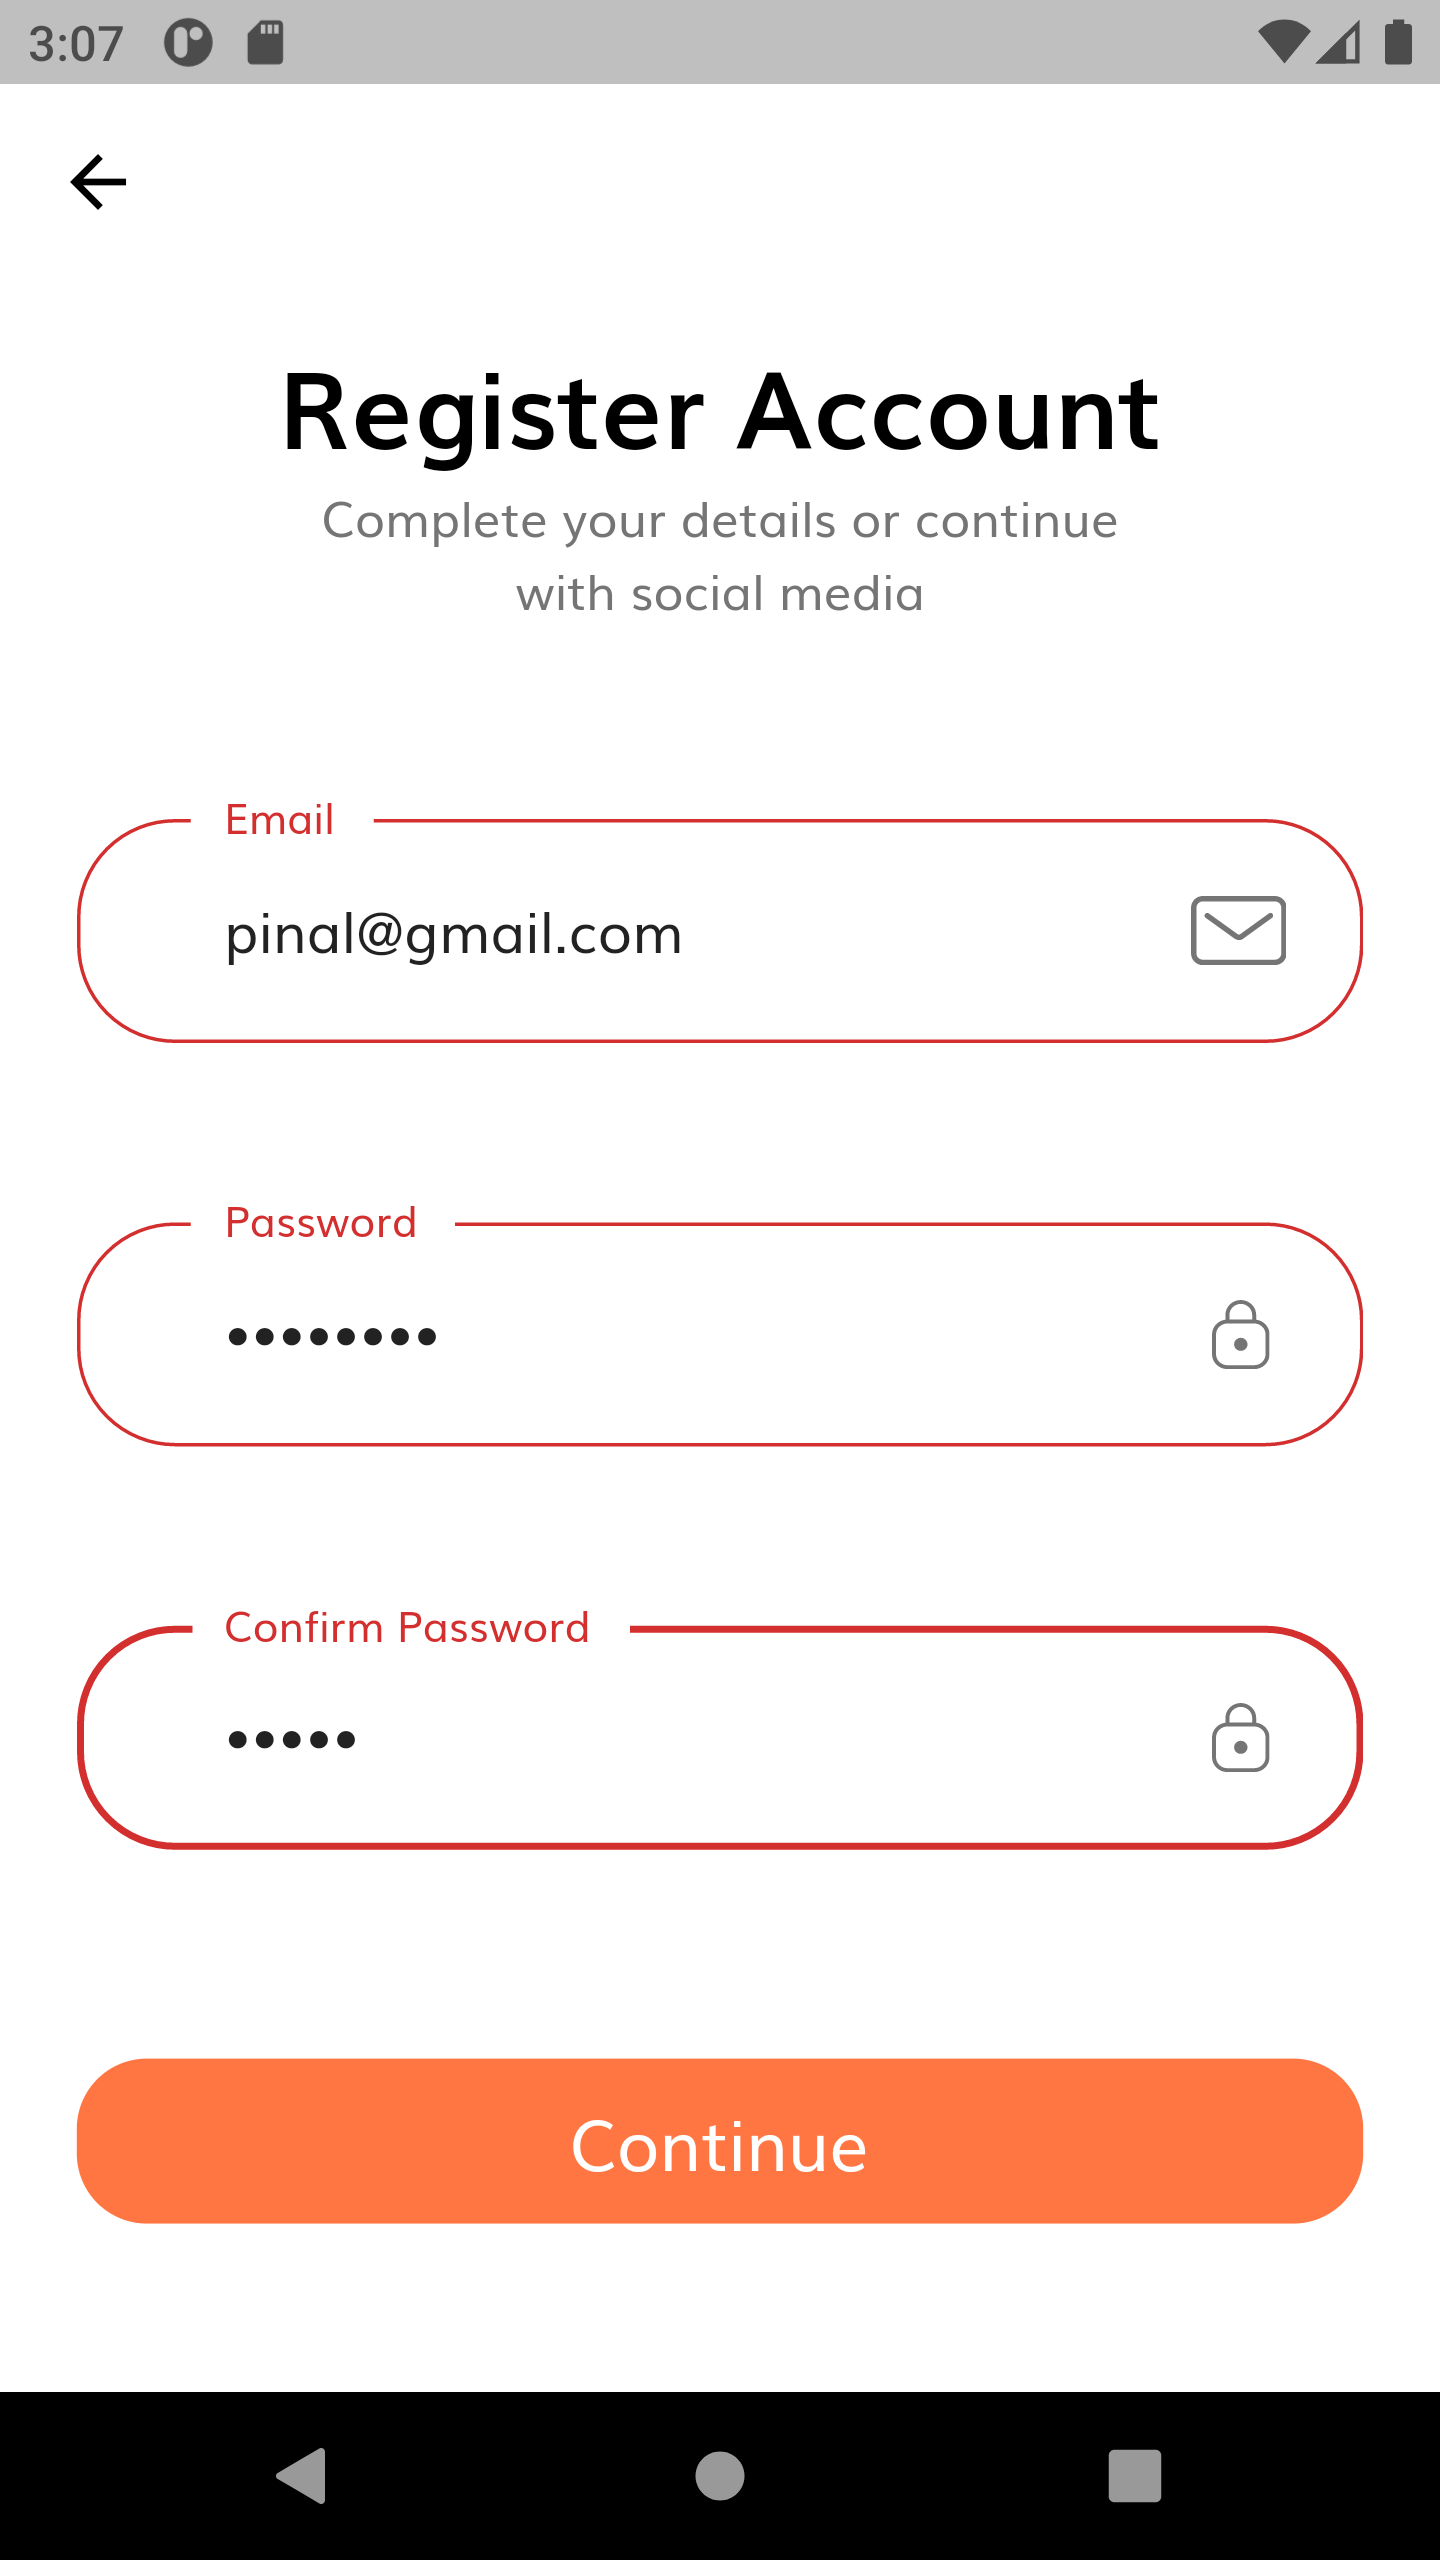 3:07
Register Account
Complete your details or continue
with social media
Email
pinal@gmail.com
Password
••••••••
Confirm Password
•••••
Continue